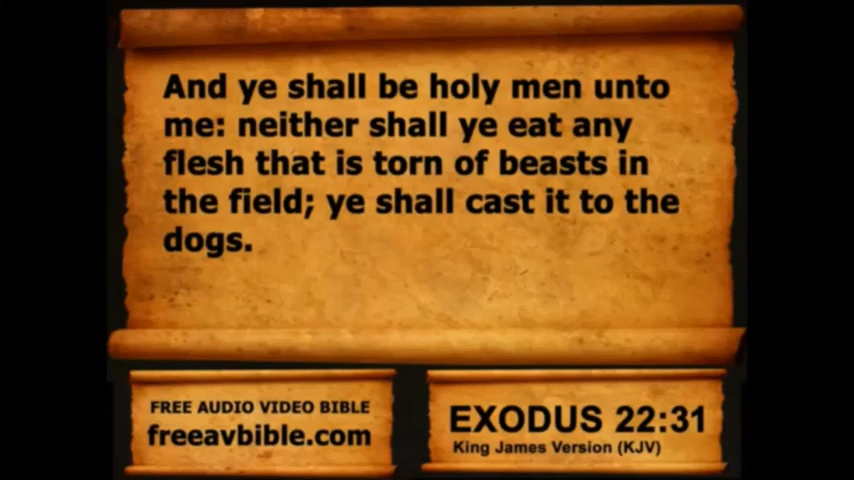 And ye shall be holy men unto
me: neither shall ye eat any
flesh that is torn of beasts in
the field; ye shall cast it to the
dogs.
FREE AUDIO VIDEO BIBLE
freeavbible.com
EXODUS 22:31
King James Version (KJV)